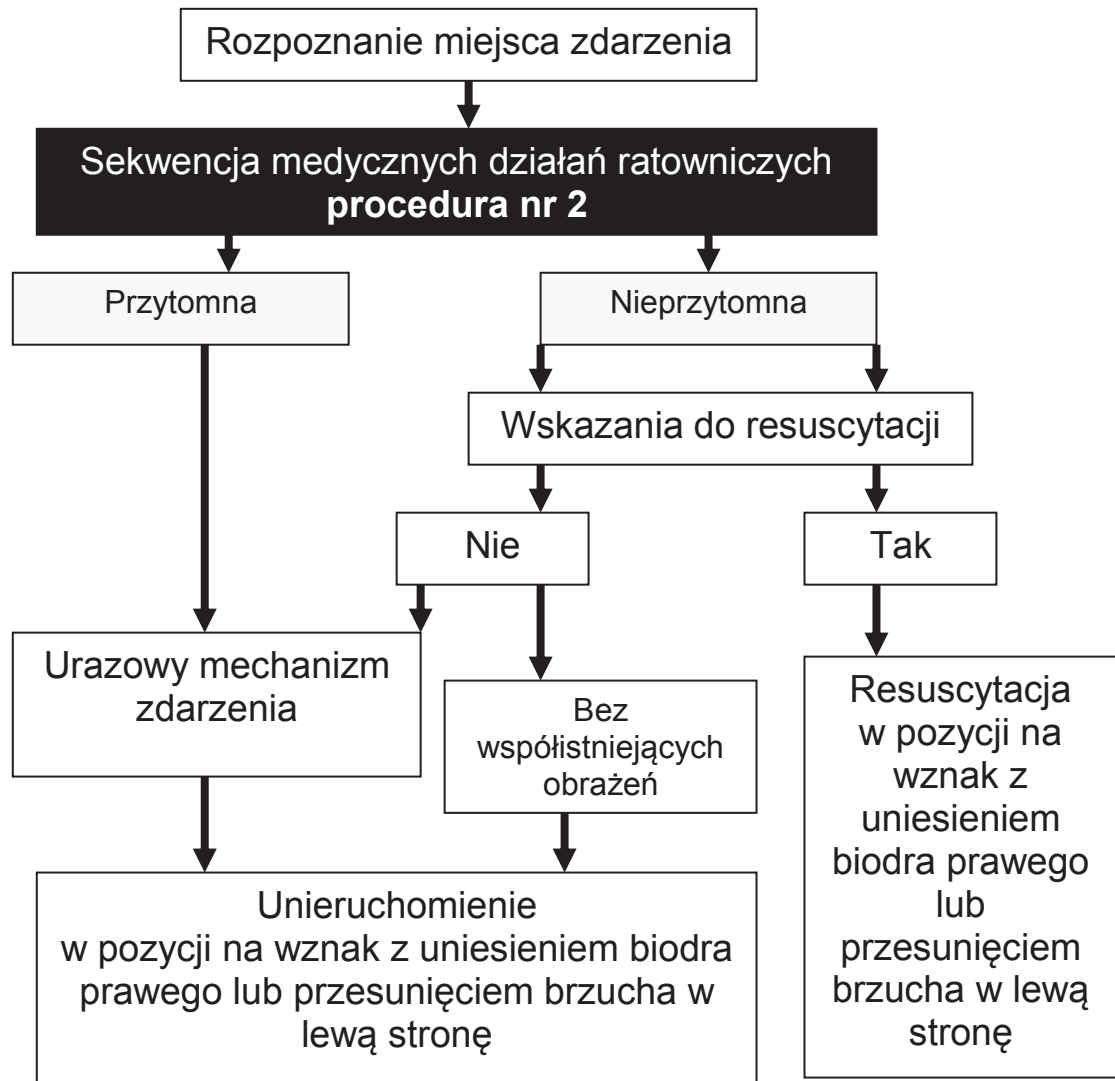 Rozpoznanie miejsca zdarzenia
Sekwencja medycznych działań ratowniczych
procedura nr 2
Przytomna
Nieprzytomna
Wskazania do resuscytacji
Nie
Tak
Urazowy mechanizm
zdarzenia
Bez
współistniejących
obrażeń
Resuscytacja
w pozycji na
wznak z
uniesieniem
biodra prawego
lub
przesunięciem
brzucha w lewą
stronę
Unieruchomienie
w pozycji na wznak z uniesieniem biodra
prawego lub przesunięciem brzucha w
lewą stronę